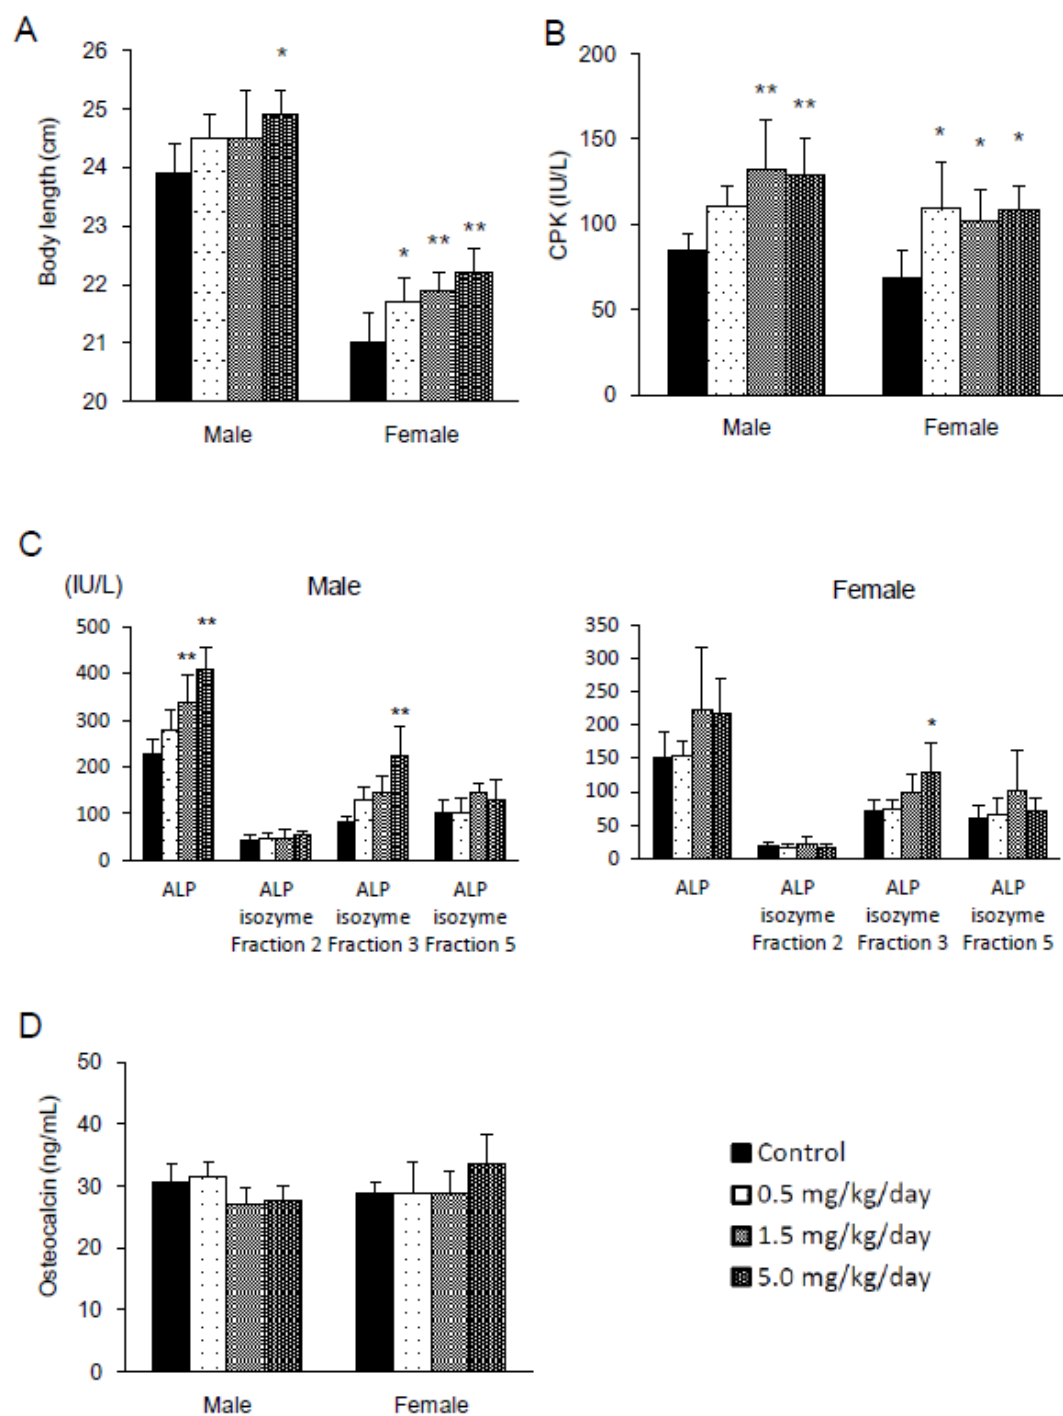 A
Body length (cm)
26
25
24
23
22
21
20
*
*
**
**
Male
Female
B
CPK (IU/L)
200
150
100
50
0
**
**
*
*
*
Male
Female
C
(IU/L)
Male
500
400
300
200
100
0
**
**
**
ALP
ALP
isozyme
Fraction 2
ALP
isozyme
Fraction 3
ALP
isozyme
Fraction 5
Female
350
300
250
200
150
100
50
0
*
ALP
ALP
isozyme
Fraction 2
ALP
isozyme
Fraction 3
ALP
isozyme
Fraction 5
D
Osteocalcin (ng/mL)
50
40
30
20
10
0
Male
Female
Control
0.5 mg/kg/day
1.5 mg/kg/day
5.0 mg/kg/day